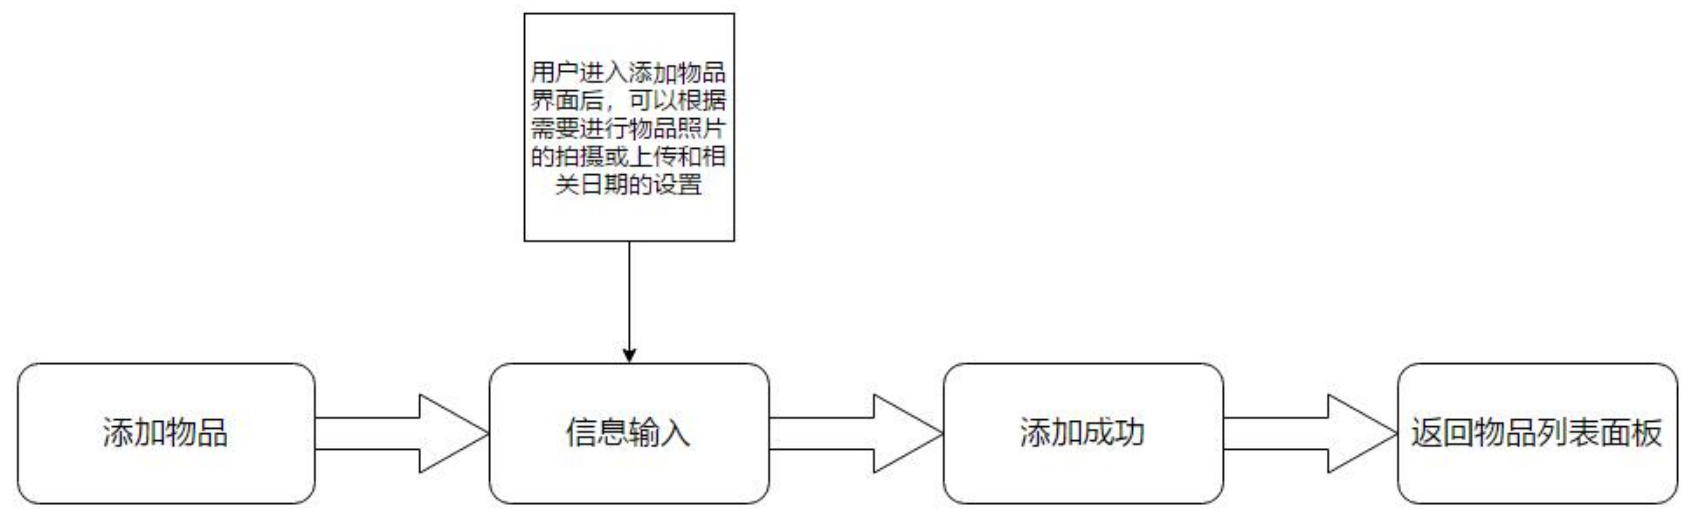 用户进入添加物品
界面后，可以根据
需要进行物品照片
的拍摄或上传和相
关日期的设置
添加物品
信息输入
添加成功
返回物品列表面板